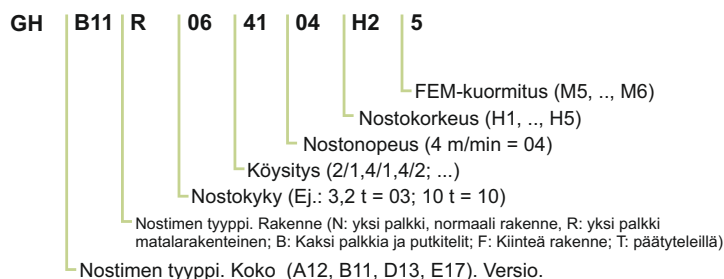 GH B11 R 06 41 04 H2 5
FEM-kuormitus (M5, .., M6)
Nostokorkeus (H1, .., H5)
Nostonopeus (4 m/min = 04)
Köysitys (2/1,4/1,4/2; ...)
Nostokyky (Ej.: 3,2 t = 03; 10 t = 10)
Nostimen tyyppi. Rakenne (N: yksi palkki, normaali rakenne, R: yksi palkki
matalarakenteinen; B: Kaksi palkkia ja putkitelit; F: Kiinteä rakenne; T: päätyteleillä)
Nostimen tyyppi. Koko (A12, B11, D13, E17). Versio.